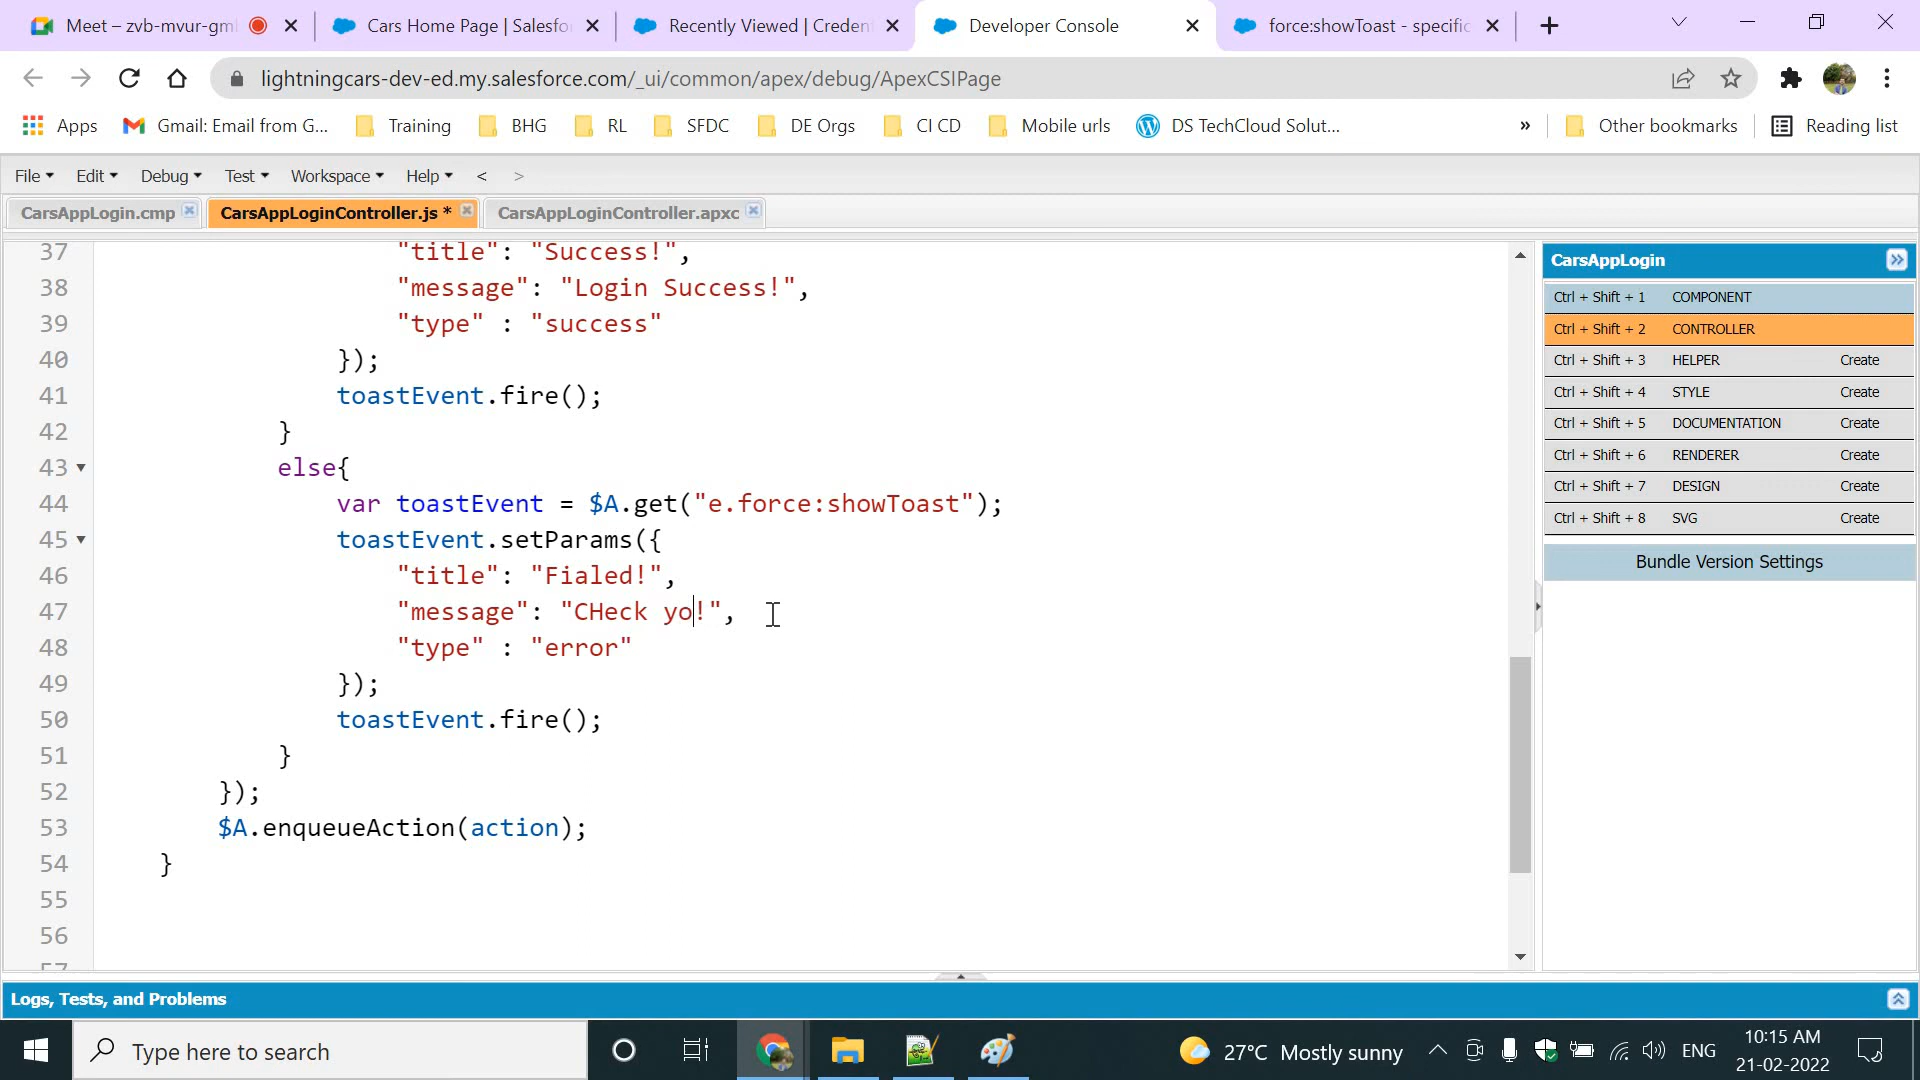 Meet – zvb-mvur-gml
Cars Home Page | Salesfo
Recently Viewed | Creden
Developer Console
force:showToast - specific
lightningcars-dev-ed.my.salesforce.com/_ui/common/apex/debug/ApexCSIPage
Apps
Gmail: Email from G...
Training
BHG
RL
SFDC
DE Orgs
CI CD
Mobile urls
DS TechCloud Solut...
»
Other bookmarks
Reading list
File
Edit
Debug
Test
Workspace
Help
<
>
CarsAppLogin.cmp
CarsAppLoginController.js *
CarsAppLoginController.apxc
37 "title": "Success!",
38 "message": "Login Success!",
39 "type" : "success"
40 });
41 toastEvent.fire();
42 }
43 else{
44 var toastEvent = $A.get("e.force:showToast");
45 toastEvent.setParams({
46 "title": "Fialed!",
47 "message": "CHeck yo!",
48 "type" : "error"
49 });
50 toastEvent.fire();
51 }
52 });
53 $A.enqueueAction(action);
54 }
55
56
57
CarsAppLogin
Ctrl + Shift + 1 COMPONENT
Ctrl + Shift + 2 CONTROLLER
Ctrl + Shift + 3 HELPER Create
Ctrl + Shift + 4 STYLE Create
Ctrl + Shift + 5 DOCUMENTATION Create
Ctrl + Shift + 6 RENDERER Create
Ctrl + Shift + 7 DESIGN Create
Ctrl + Shift + 8 SVG Create
Bundle Version Settings
Logs, Tests, and Problems
Type here to search
27°C Mostly sunny
ENG
10:15 AM
21-02-2022